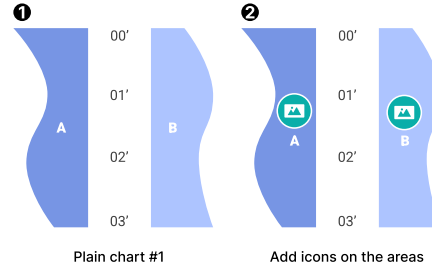 1
2
00’
00’
01’
01’
A
B
A
B
02’
02’
03’
03’
Plain chart #1
Add icons on the areas